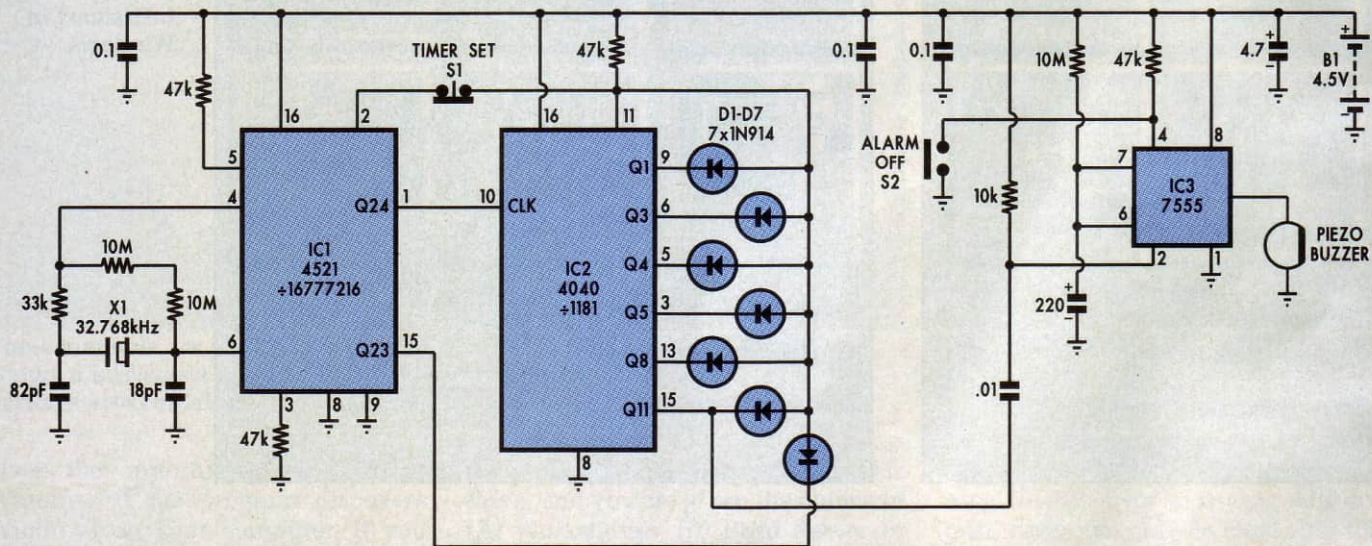 0.1
47k
TIMER SET
S1
47k
0.1
0.1
10M
47k
4.7
+
−
+
B1
4.5V
−
16
2
16
11
D1-D7
7x1N914
ALARM
OFF
S2
4
8
5
4
Q24
1
10
CLK
Q1
9
Q3
6
Q4
5
Q5
3
Q8
13
Q11
15
7
6
2
IC3
7555
1
PIEZO
BUZZER
10k
10M
33k
10M
X1
32.768kHz
IC1
4521
÷16777216
IC2
4040
÷1181
6
Q23
15
82pF
18pF
3
8
9
47k
8
220
+
−
.01